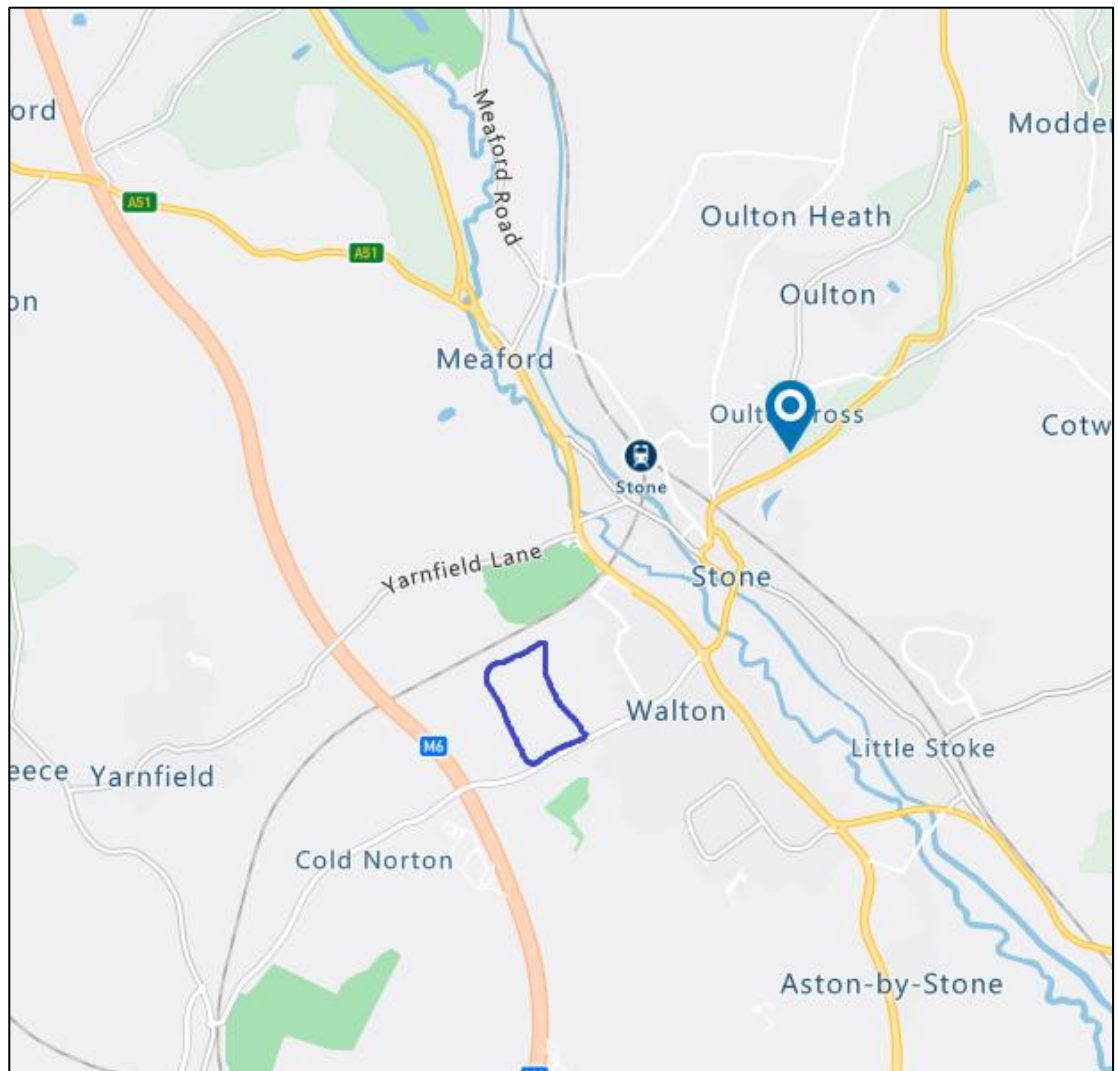 ord
Meaford Road
Modder
A51
Oulton Heath
A51
Oulton
on
Meaford
Oult ross
Cotw
Stone
Yarnfield Lane
Stone
Walton
M6
Little Stoke
eece
Yarnfield
Cold Norton
Aston-by-Stone